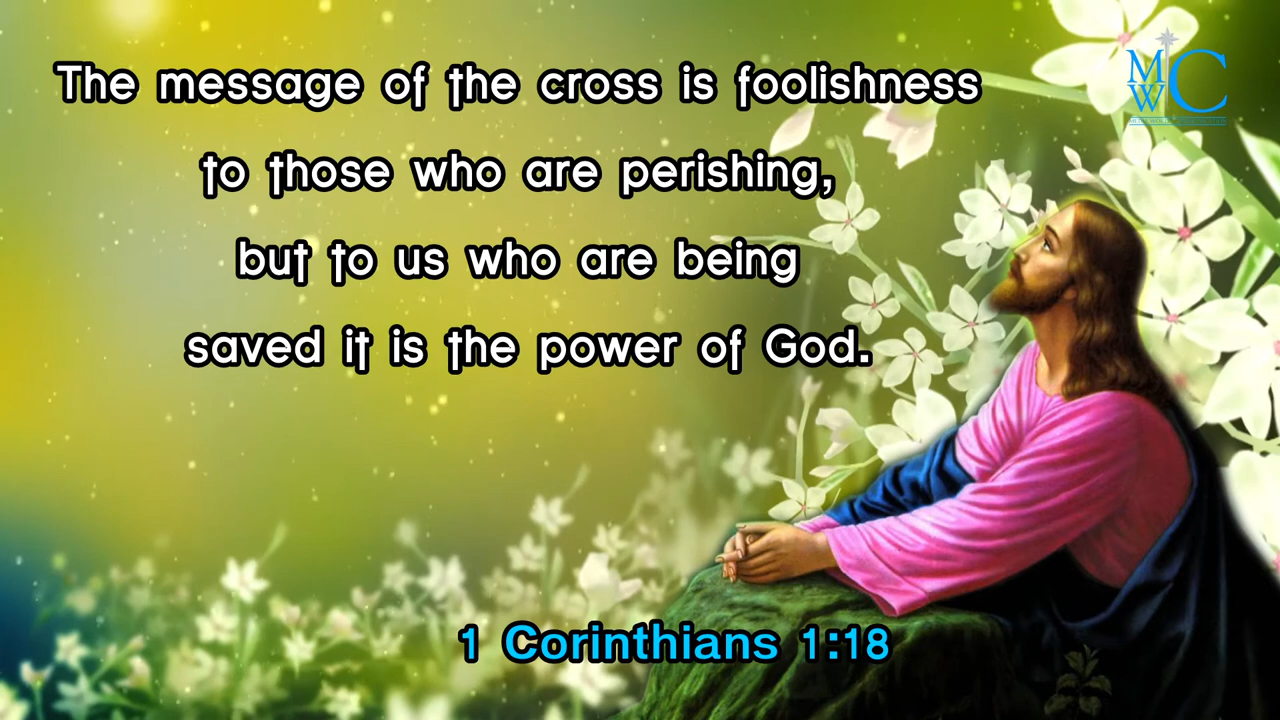 The message of the cross is foolishness
to those who are perishing,
but to us who are being
saved it is the power of God.
1 Corinthians 1:18
MWC